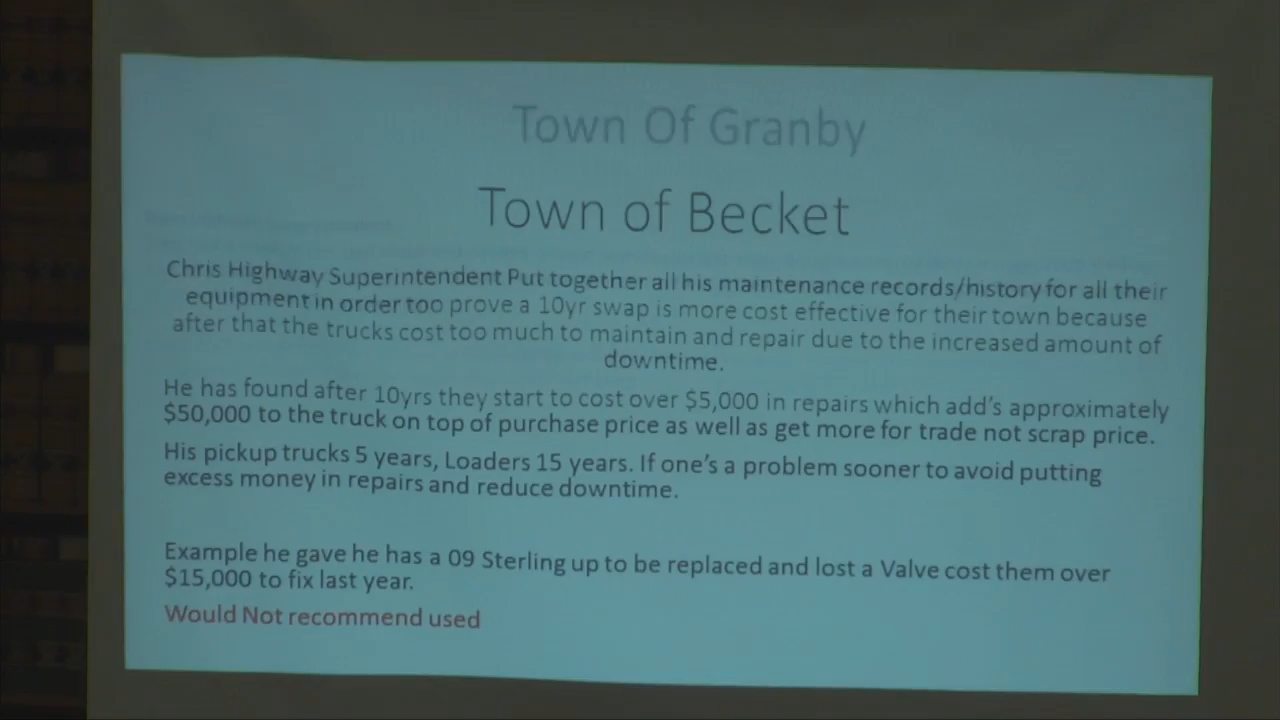 Town Of Granby
Town of Becket
Chris Highway Superintendent Put together all his maintenance records/history for all their
equipment in order too prove a 10yr swap is more cost effective for their town because
after that the trucks cost too much to maintain and repair due to the increased amount of
downtime.
He has found after 10yrs they start to cost over $5,000 in repairs which add's approximately
$50,000 to the truck on top of purchase price as well as get more for trade not scrap price.
His pickup trucks 5 years, Loaders 15 years. If one's a problem sooner to avoid putting
excess money in repairs and reduce downtime.
Example he gave he has a 09 Sterling up to be replaced and lost a Valve cost them over
$15,000 to fix last year.
Would Not recommend used